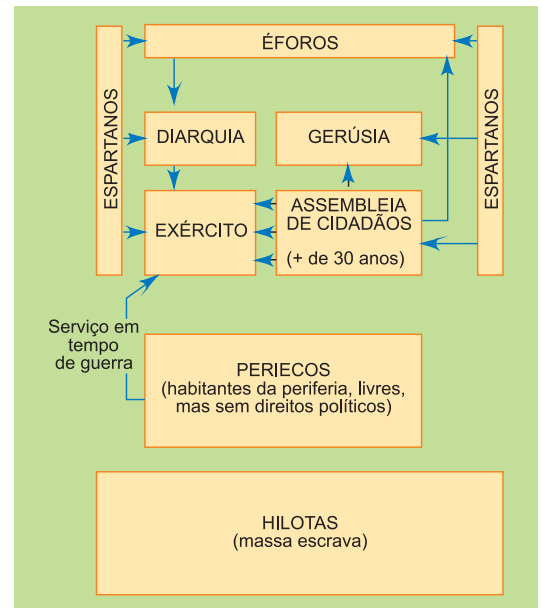 ÉFOROS
ESPARTANOS
DIARQUIA
GERÚSIA
ESPARTANOS
EXÉRCITO
ASSEMBLEIA
DE CIDADÃOS
(+ de 30 anos)
Serviço em
tempo
de guerra
PERIECOS
(habitantes da periferia, livres,
mas sem direitos políticos)
HILOTAS
(massa escrava)